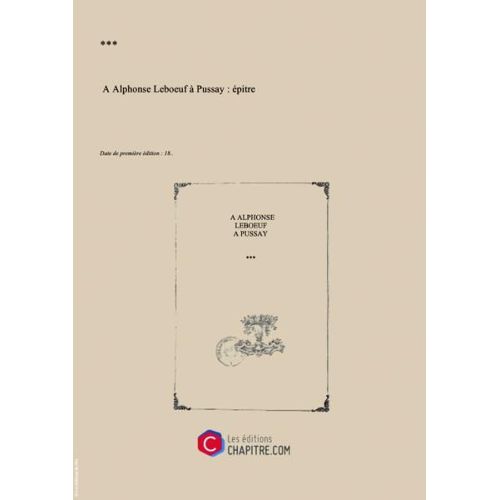 ***
A Alphonse Leboeuf à Pussay : épitre
Date de première édition : 18..
A ALPHONSE
LEBOEUF
A PUSSAY
***
C
Les éditions
CHAPITRE.COM